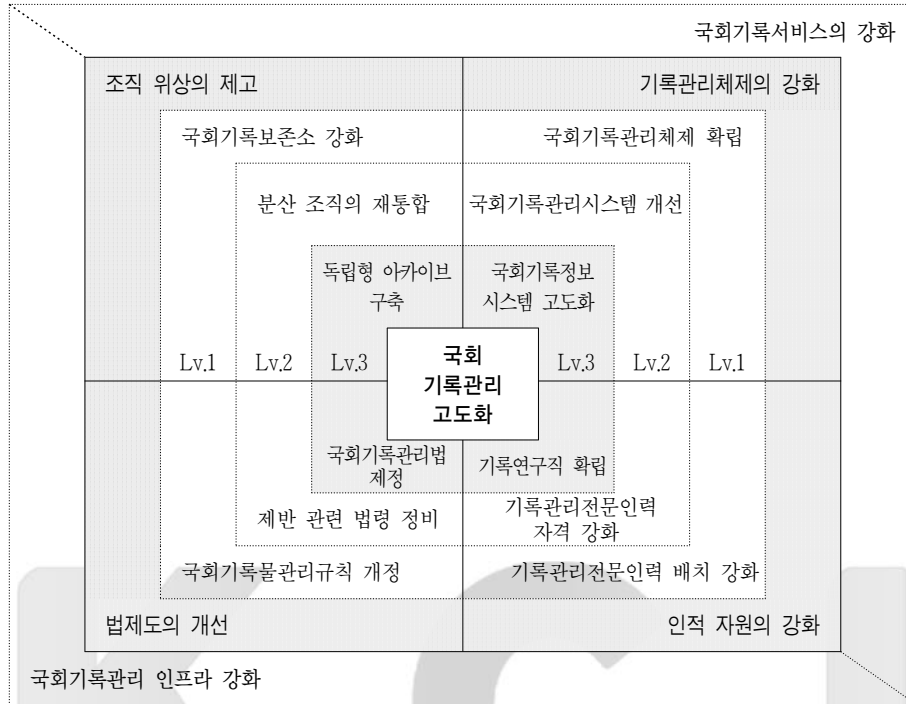 국회기록서비스의 강화
조직 위상의 제고
기록관리체제의 강화
국회기록보존소 강화
국회기록관리체제 확립
분산 조직의 재통합
국회기록관리시스템 개선
독립형 아카이브
구축
국회기록정보
시스템 고도화
Lv.1
Lv.2
Lv.3
국회
기록관리
고도화
Lv.3
Lv.2
Lv.1
국회기록관리법
제정
기록연구직 확립
제반 관련 법령 정비
기록관리전문인력
자격 강화
국회기록물관리규칙 개정
기록관리전문인력 배치 강화
법제도의 개선
인적 자원의 강화
국회기록관리 인프라 강화